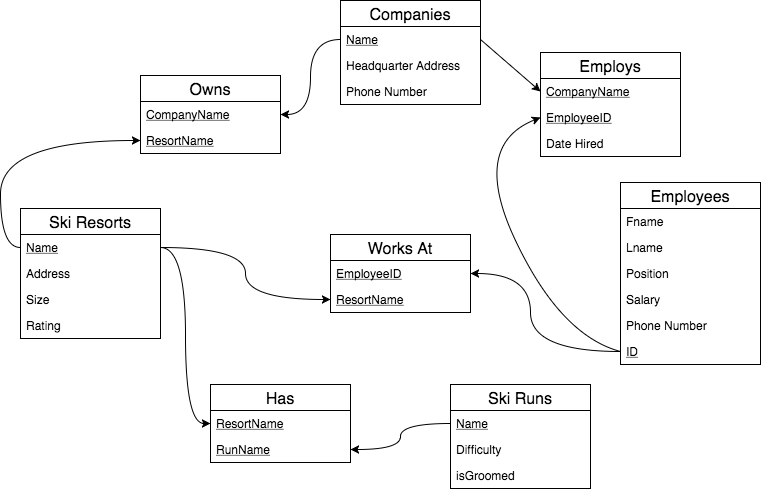 Companies
Name
Headquarter Address
Phone Number
Employs
CompanyName
EmployeeID
Date Hired
Owns
CompanyName
ResortName
Employees
Fname
Lname
Position
Salary
Phone Number
ID
Ski Resorts
Name
Address
Size
Rating
Works At
EmployeeID
ResortName
Has
ResortName
RunName
Ski Runs
Name
Difficulty
isGroomed